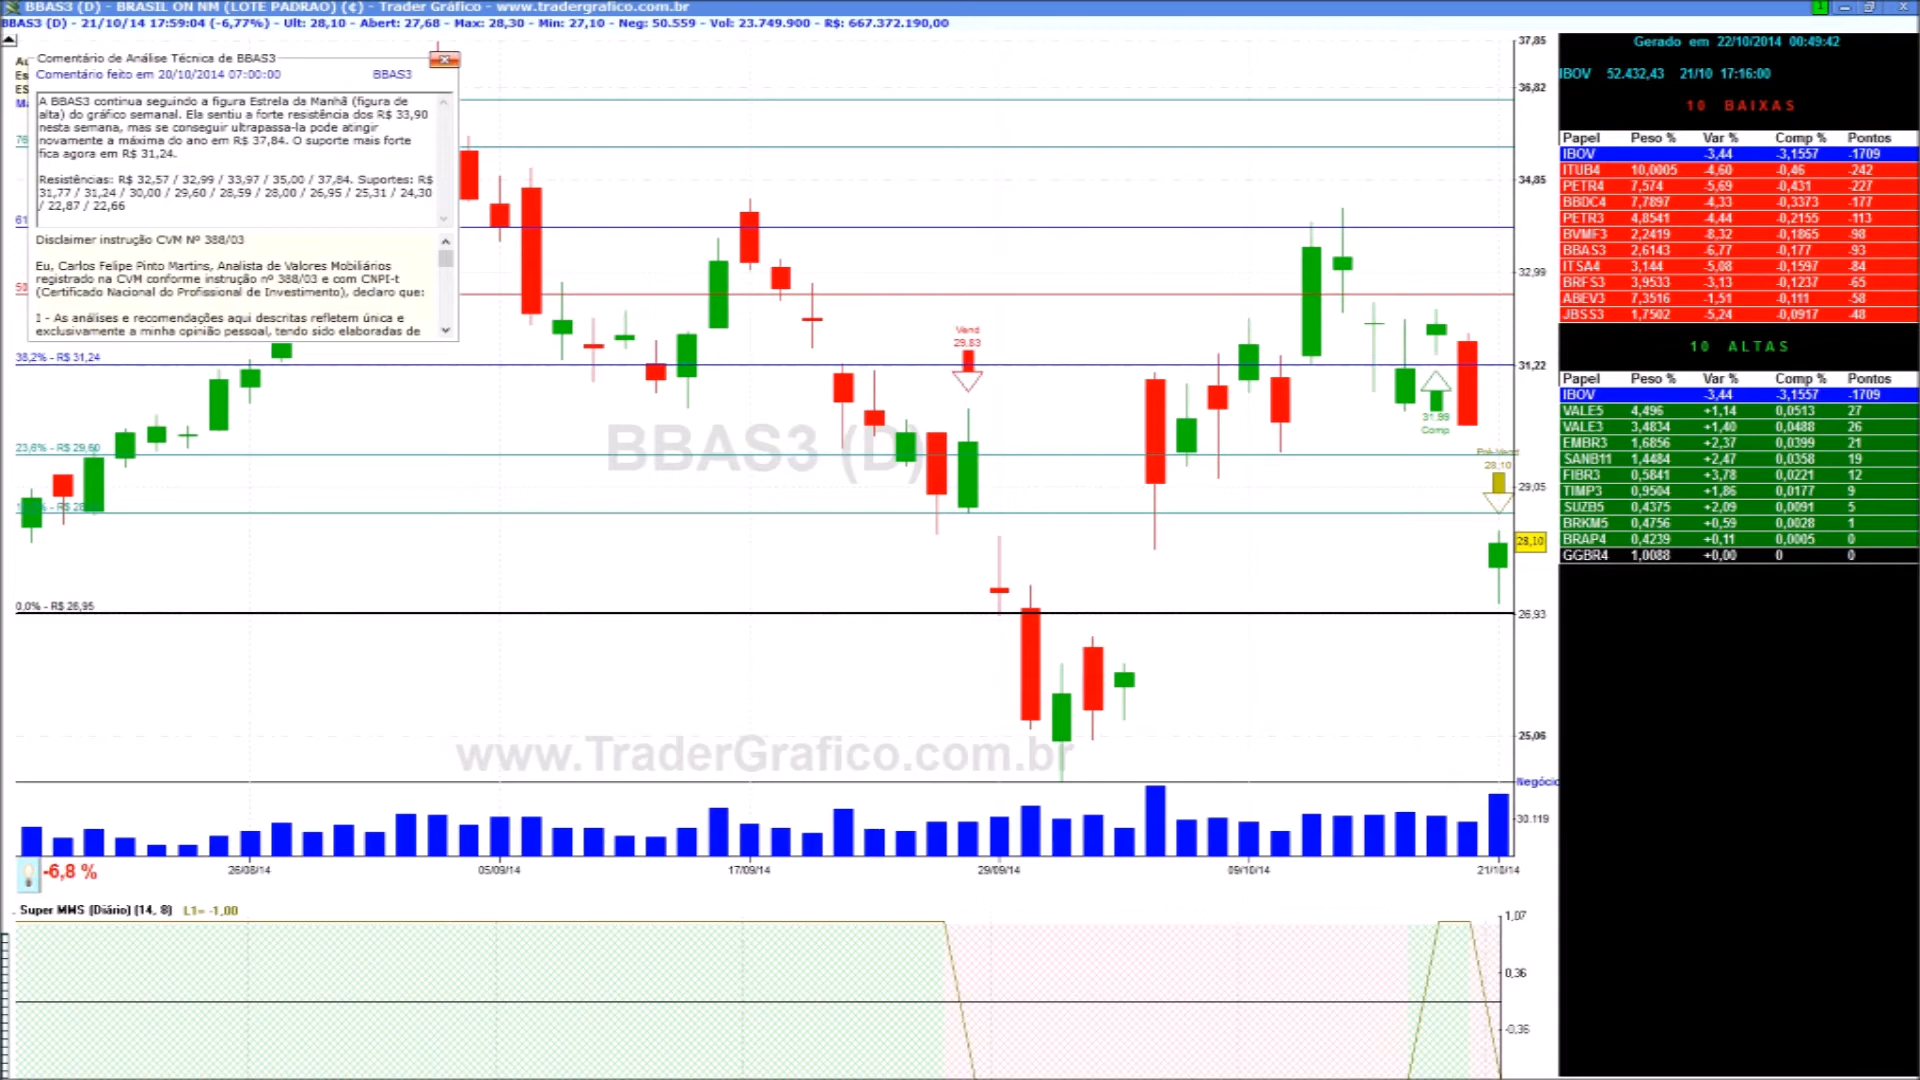 BBAS3 (D) - BRASIL ON NM (LOTE PADRAO) (¢) - Trader Gráfico - www.tradergrafico.com.br
BBAS3 (D) - 21/10/14 17:59:04 (-6,77%) - Ult: 28,10 - Abert: 27,68 - Max: 28,30 - Min: 27,10 - Neg: 50.559 - Vol: 23.749.900 - R$: 667.372.190,00
Comentário de Análise Técnica de BBAS3
Comentário feito em 20/10/2014 07:00:00 BBAS3
A BBAS3 continua seguindo a figura Estrela da Manhã (figura de
alta) do gráfico semanal. Ela sentiu a forte resistência dos R$ 33,90
nesta semana, mas se conseguir ultrapassa-la pode atingir
novamente a máxima do ano em R$ 37,84. O suporte mais forte
fica agora em R$ 31,24.
Resistências: R$ 32,57 / 32,99 / 33,97 / 35,00 / 37,84. Suportes: R$
31,77 / 31,24 / 30,00 / 29,60 / 28,59 / 28,00 / 26,95 / 25,31 / 24,30
/ 22,87 / 22,66
Disclaimer instrução CVM Nº 388/03
Eu, Carlos Felipe Pinto Martins, Analista de Valores Mobiliários
registrado na CVM conforme instrução nº 388/03 e com CNPI-t
(Certificado Nacional do Profissional de Investimento), declaro que:
1 - As análises e recomendações aqui descritas refletem única e
exclusivamente a minha opinião pessoal, tendo sido elaboradas de
76
61
50
38,2% - R$ 31,24
23,6% - R$ 29,60
0,0% - R$ 26,95
Vend
29,83
31,99
Comp
28,10
BBAS3 (D)
www.TraderGrafico.com.br
37,85
36,82
34,85
32,99
31,22
29,05
28,10
26,93
25,06
Negócio
30.119
-6,8 %
26/08/14
05/09/14
17/09/14
29/09/14
09/10/14
21/10/14
. Super MMS (Diário) (14, 8) L1= -1,00
1,07
0,36
-0,36
Gerado em 22/10/2014 00:49:42
IBOV 52.432,43 21/10 17:16:00
10 BAIXAS
Papel Peso % Var % Comp % Pontos
IBOV -3,44 -3,1557 -1709
ITUB4 10,0005 -4,60 -0,46 -242
PETR4 7,574 -5,69 -0,431 -227
BBDC4 7,7897 -4,33 -0,3373 -177
PETR3 4,8541 -4,44 -0,2155 -113
BVMF3 2,2419 -8,32 -0,1865 -98
BBAS3 2,6143 -6,77 -0,177 -93
ITSA4 3,144 -5,08 -0,1597 -84
BRFS3 3,9533 -3,13 -0,1237 -65
ABEV3 7,3516 -1,51 -0,111 -58
JBSS3 1,7502 -5,24 -0,0917 -48
10 ALTAS
Papel Peso % Var % Comp % Pontos
IBOV -3,44 -3,1557 -1709
VALE5 4,496 +1,14 0,0513 27
VALE3 3,4834 +1,40 0,0488 26
EMBR3 1,6856 +2,37 0,0399 21
SANB11 1,4484 +2,47 0,0358 19
FIBR3 0,5841 +3,78 0,0221 12
TIMP3 0,9504 +1,86 0,0177 9
SUZB5 0,4375 +2,09 0,0091 5
BRKM5 0,4756 +0,59 0,0028 1
BRAP4 0,4239 +0,11 0,0005 0
GGBR4 1,0088 +0,00 0 0